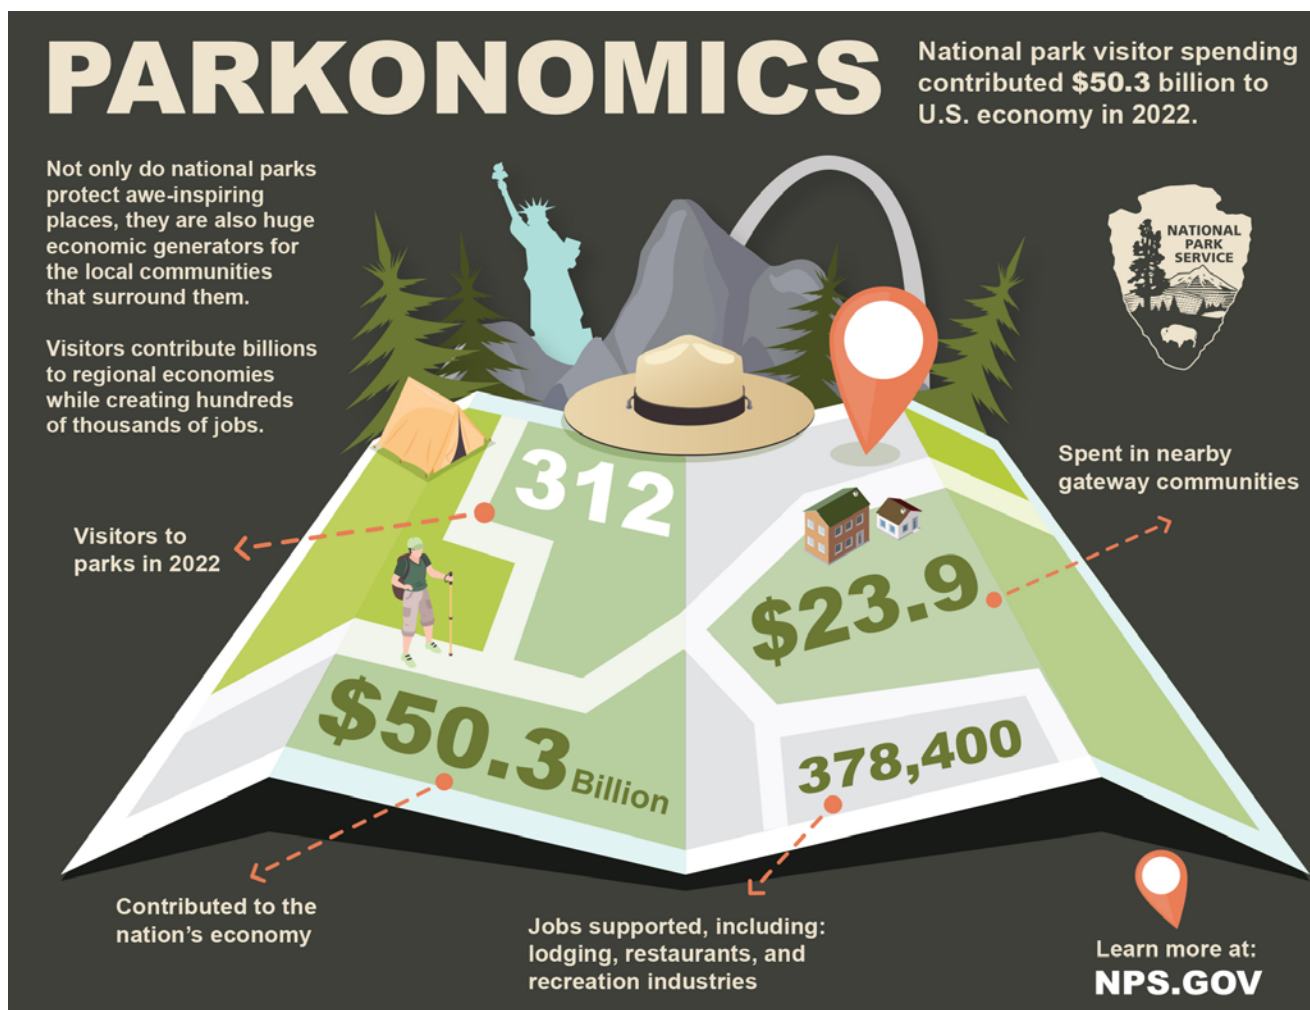 PARKONOMICS
National park visitor spending
contributed $50.3 billion to
U.S. economy in 2022.
Not only do national parks
protect awe-inspiring
places, they are also huge
economic generators for
the local communities
that surround them.
Visitors contribute billions
to regional economies
while creating hundreds
of thousands of jobs.
NATIONAL
PARK
SERVICE
312
Visitors to
parks in 2022
Spent in nearby
gateway communities
$23.9
$50.3 Billion
378,400
Contributed to the
nation's economy
Jobs supported, including:
lodging, restaurants, and
recreation industries
Learn more at:
NPS.GOV